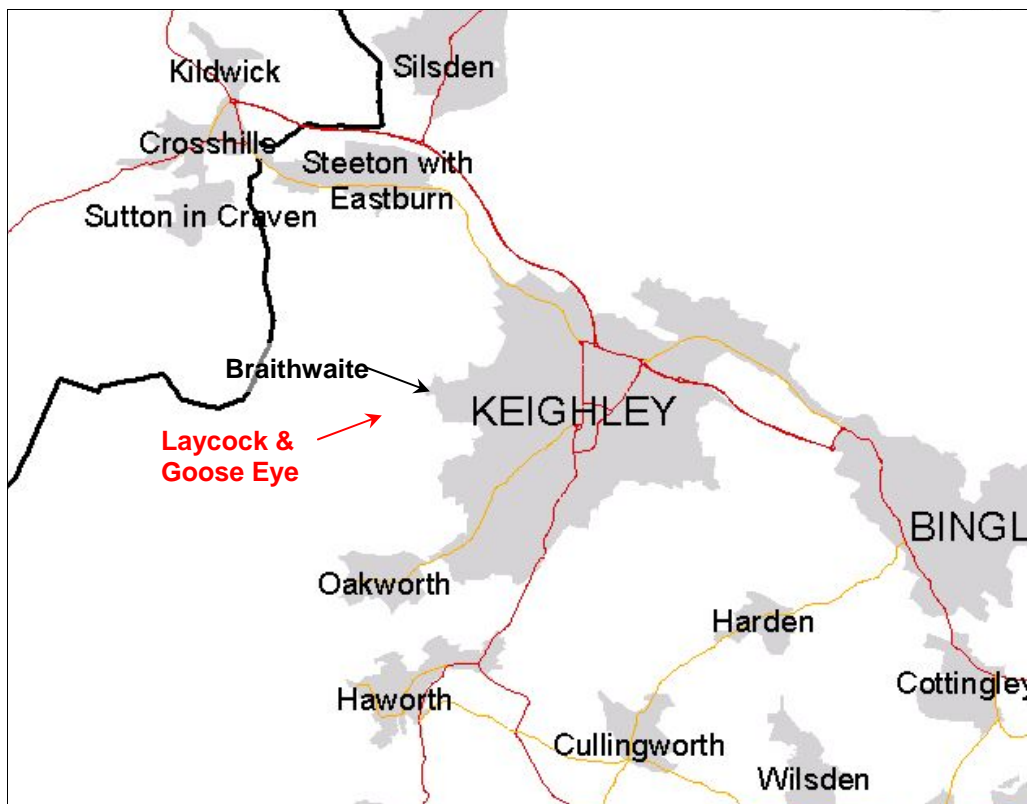 Kildwick
Silsden
Crosshills
Steeton with
Eastburn
Sutton in Craven
Braithwaite
KEIGHLEY
Laycock &
Goose Eye
BINGL
Oakworth
Harden
Haworth
Cottingley
Cullingworth
Wilsden